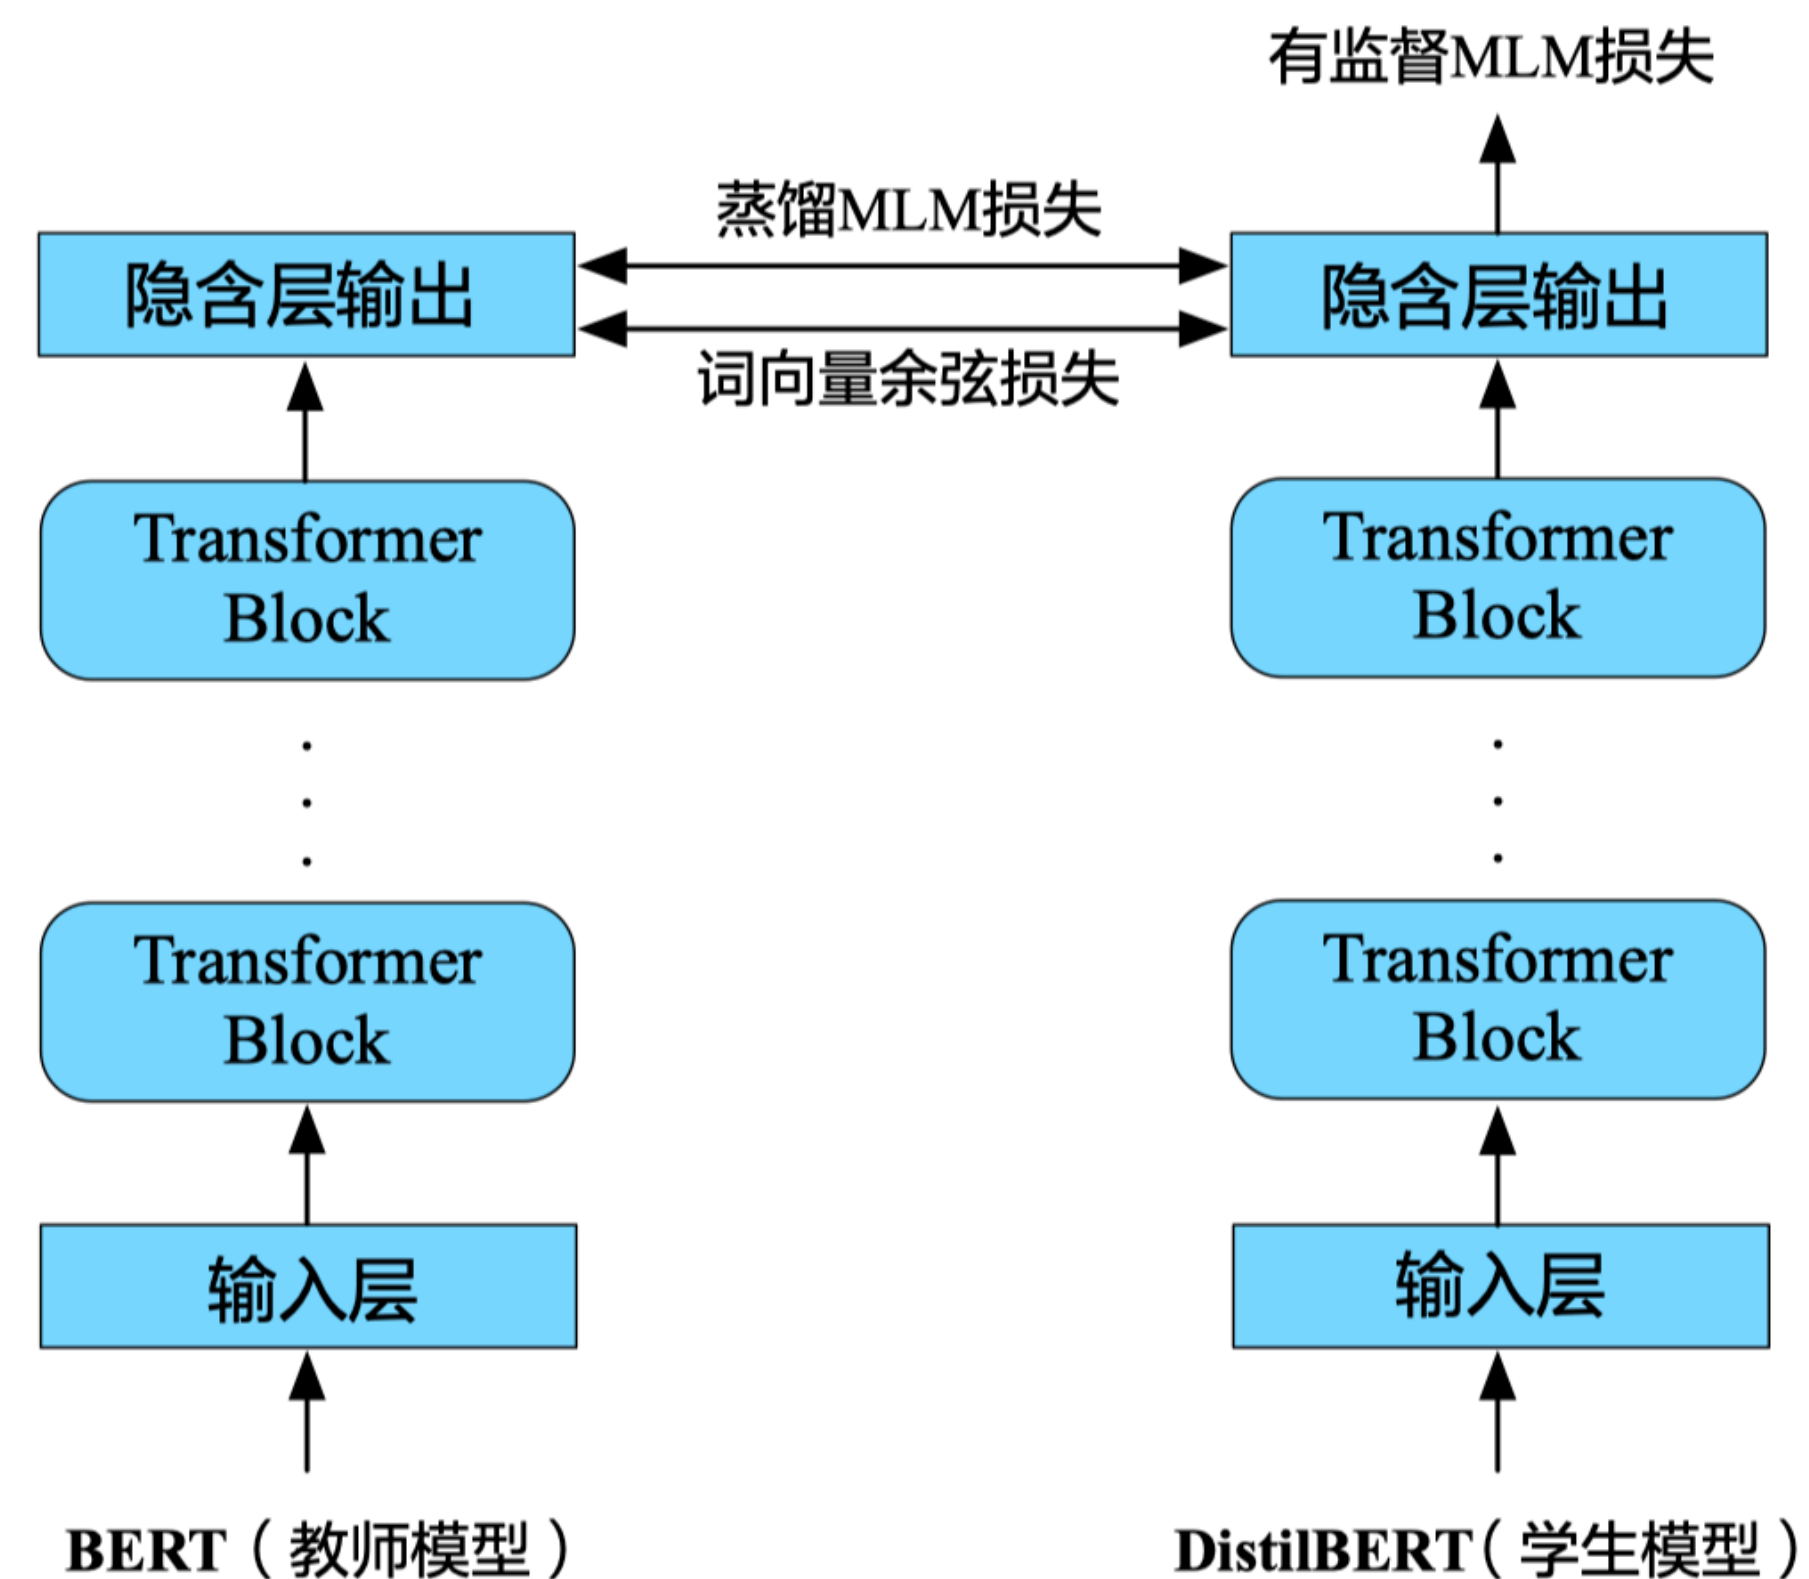 有监督MLM损失
蒸馏MLM损失
隐含层输出
隐含层输出
词向量余弦损失
Transformer
Block
Transformer
Block
Transformer
Block
Transformer
Block
输入层
输入层
BERT（教师模型）
DistilBERT（学生模型）